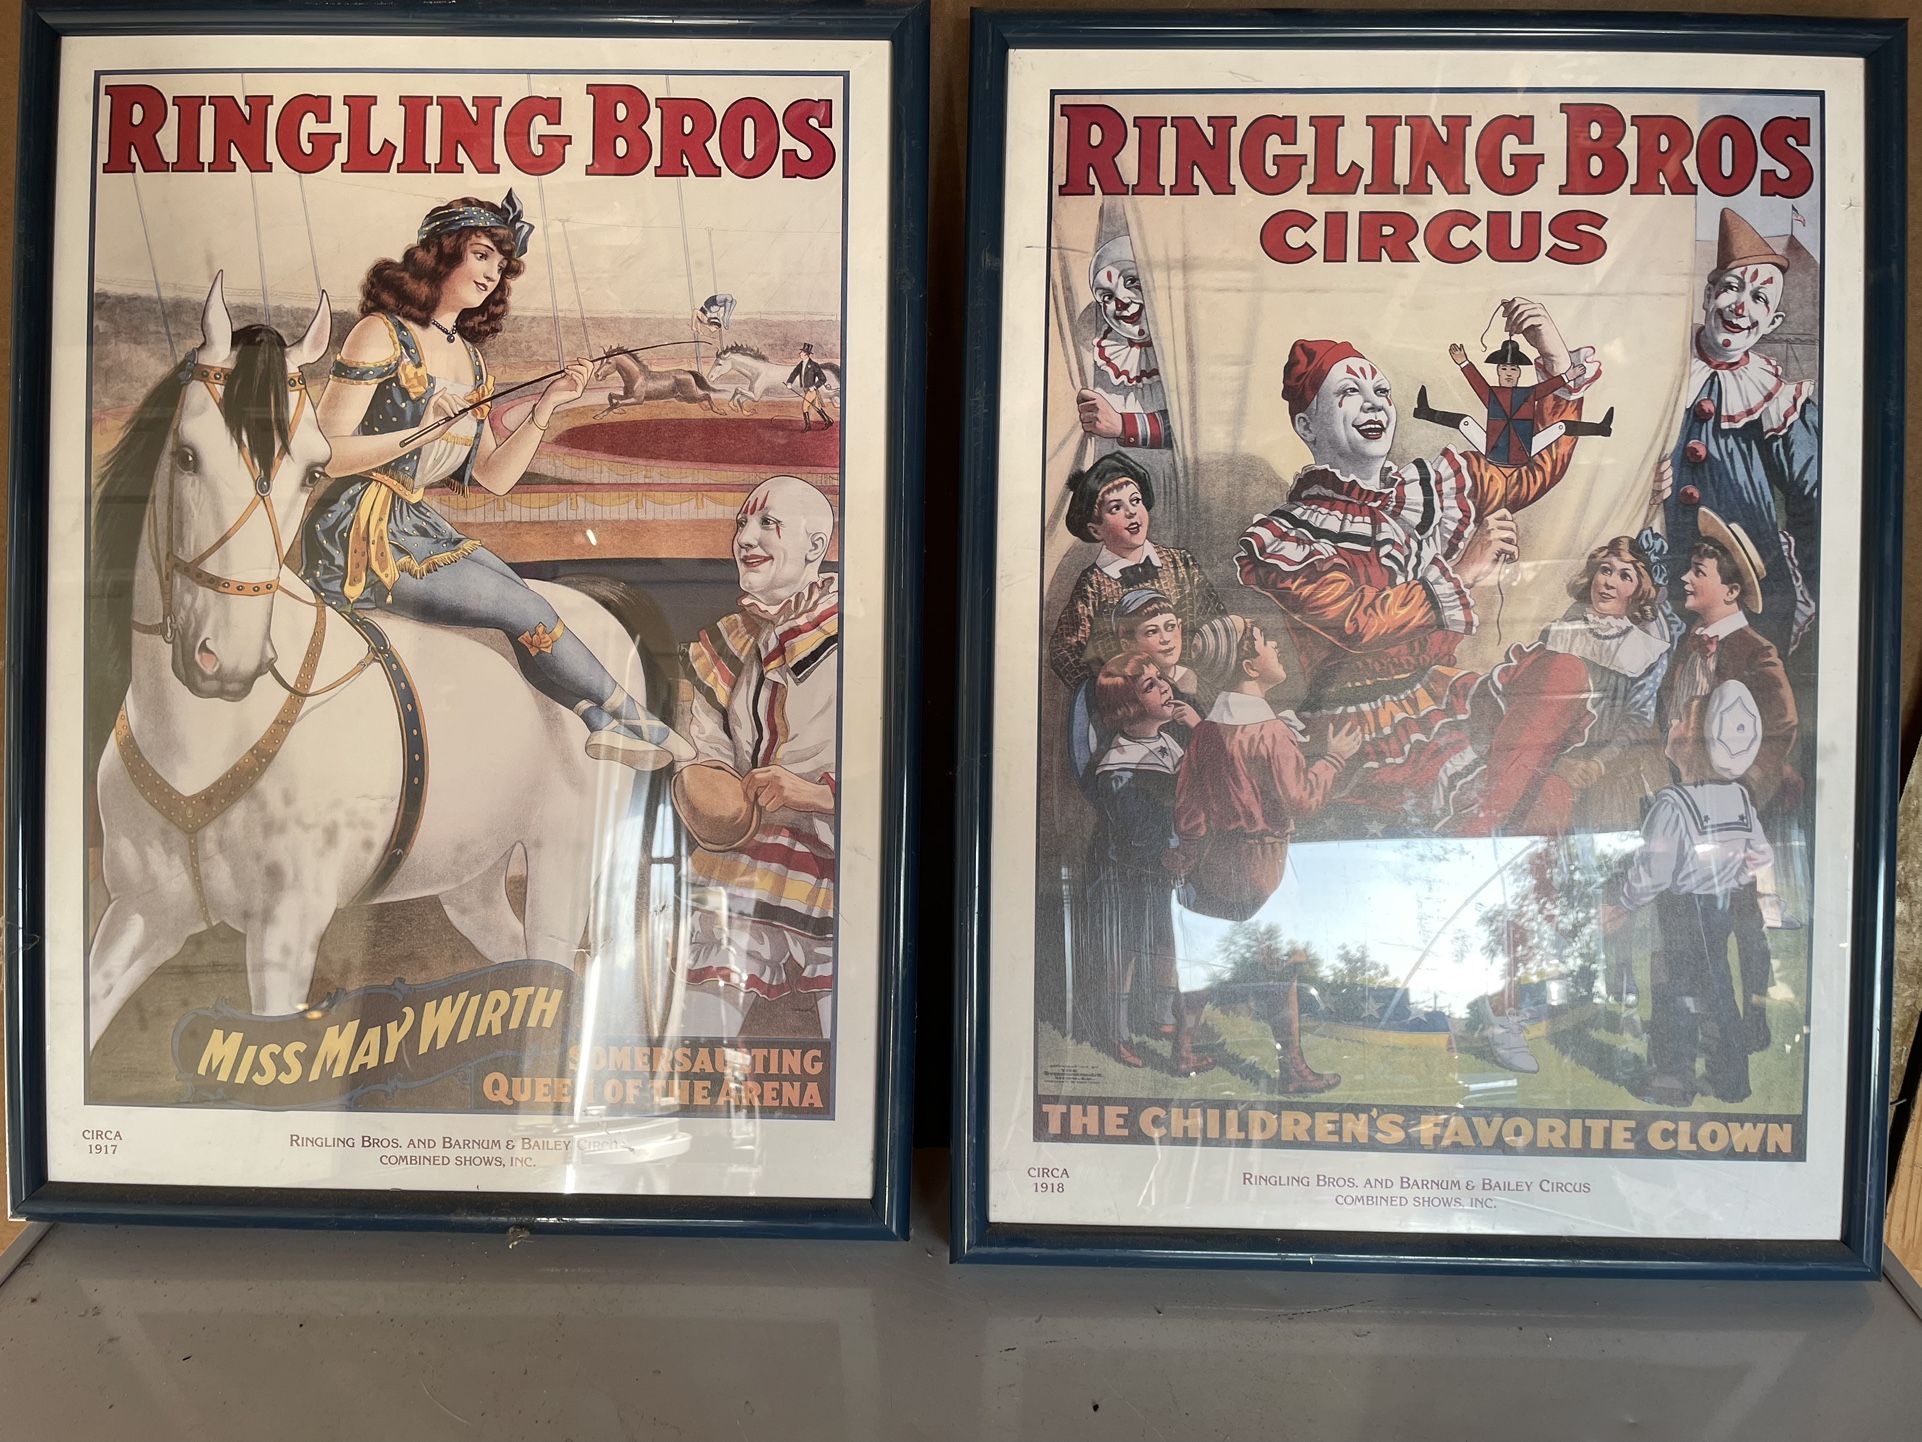 RINGLING BROS
MISS MAY WIRTH
SOMERSAULTING
QUEEN OF THE ARENA
CIRCA
1917
RINGLING BROS. AND BARNUM & BAILEY CIRCUS
COMBINED SHOWS, INC.
RINGLING BROS
CIRCUS
THE CHILDREN'S FAVORITE CLOWN
CIRCA
1918
RINGLING BROS. AND BARNUM & BAILEY CIRCUS
COMBINED SHOWS, INC.